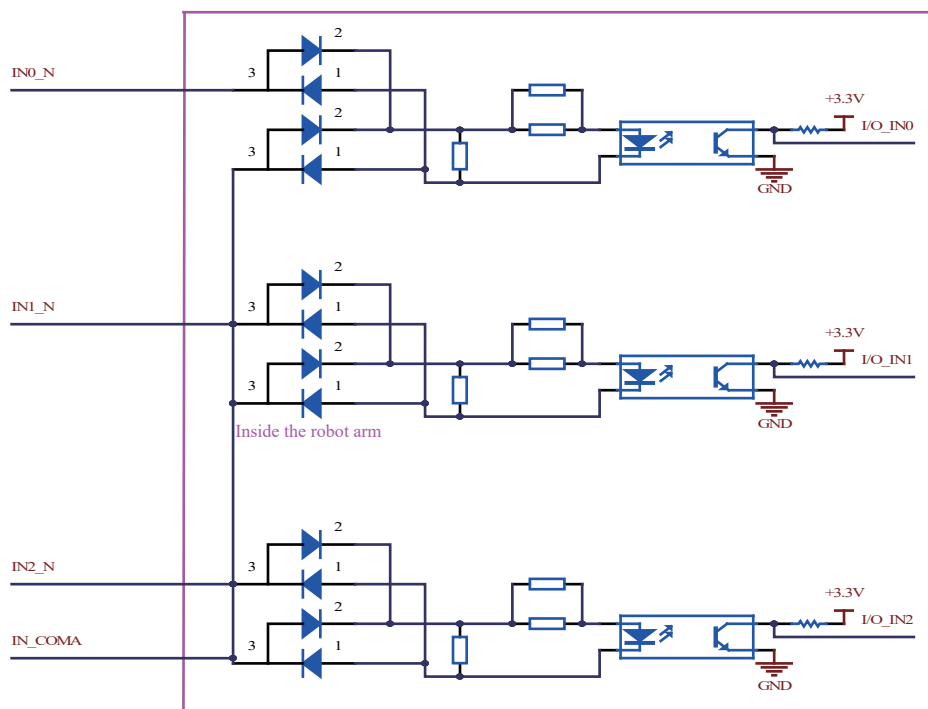 2
IN0_N
3
1
+3.3V
2
I/O_IN0
3
1
GND
2
IN1_N
3
1
+3.3V
2
I/O_IN1
3
1
GND
Inside the robot arm
2
IN2_N
3
1
+3.3V
2
I/O_IN2
IN_COMA
3
1
GND